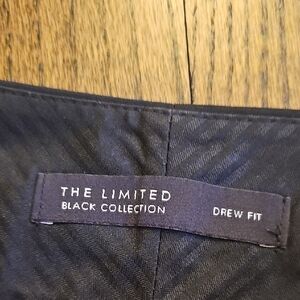 THE LIMITED
BLACK COLLECTION DREW FIT